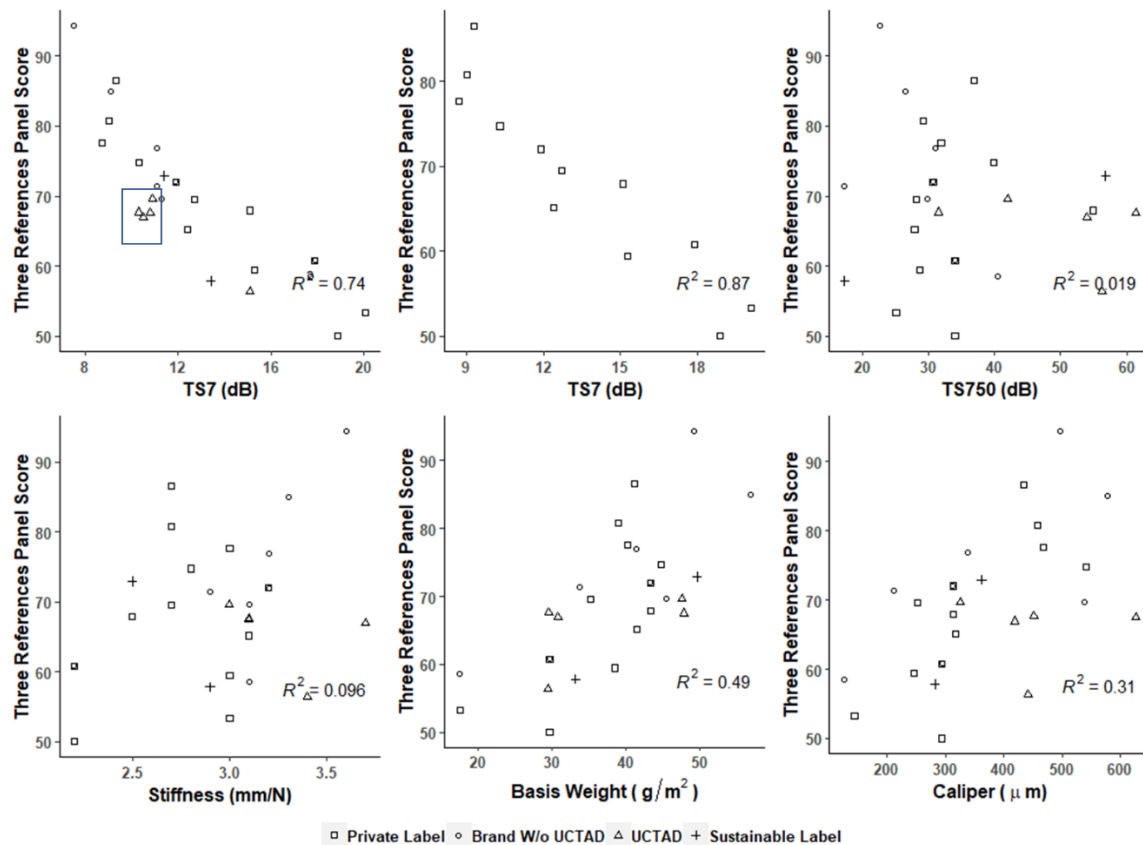 Three References Panel Score
90
80
70
60
50
R² = 0.74
8
12
16
20
TS7 (dB)
Three References Panel Score
80
70
60
50
R² = 0.87
9
12
15
18
TS7 (dB)
Three References Panel Score
90
80
70
60
50
R² = 0.019
20
30
40
50
60
TS750 (dB)
Three References Panel Score
90
80
70
60
50
R² = 0.096
2.5
3.0
3.5
Stiffness (mm/N)
Three References Panel Score
90
80
70
60
50
R² = 0.49
20
30
40
50
Basis Weight ( g/m²)
Three References Panel Score
90
80
70
60
50
R² = 0.31
200
300
400
500
600
Caliper ( μ m)
Private Label Brand W/o UCTAD UCTAD Sustainable Label